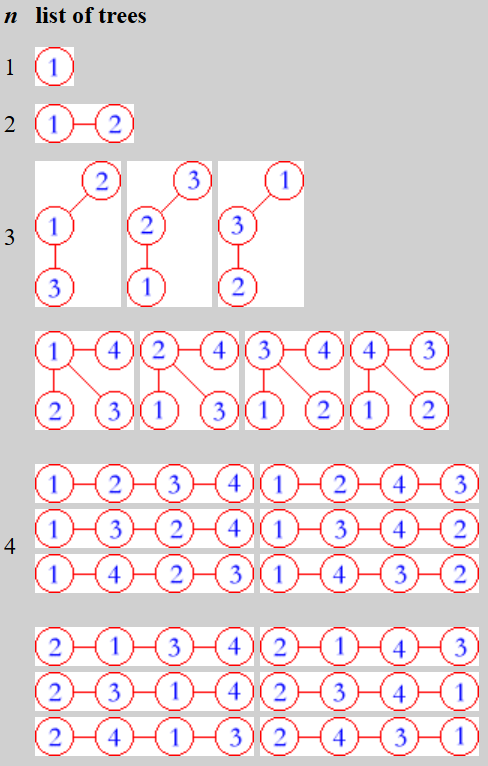 n list of trees
1 1
2 1 2
2 3 1
3 1 2 3
3 1 2
1 4 2 4 3 4 4 3
2 3 1 3 1 2 1 2
1 2 3 4 1 2 4 3
1 3 2 4 1 3 4 2
4
1 4 2 3 1 4 3 2
2 1 3 4 2 1 4 3
2 3 1 4 2 3 4 1
2 4 1 3 2 4 3 1